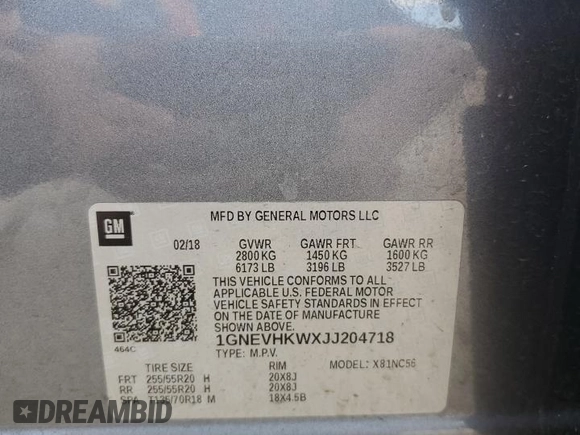 GM
MFD BY GENERAL MOTORS LLC
02/18 GVWR GAWR FRT GAWR RR
2800 KG 1450 KG 1600 KG
6173 LB 3196 LB 3527 LB
THIS VEHICLE CONFORMS TO ALL
APPLICABLE U.S. FEDERAL MOTOR
VEHICLE SAFETY STANDARDS IN EFFECT
ON THE DATE OF MANUFACTURE
SHOWN ABOVE.
464C 1GNEVHKWXJJ204718
TYPE: M.P.V.
TIRE SIZE RIM MODEL: X81NC56
FRT 255/55R20 H 20X8J
RR 255/55R20 H 20X8J
SPA T135/70R18 M 18X4.5B
DREAMBID